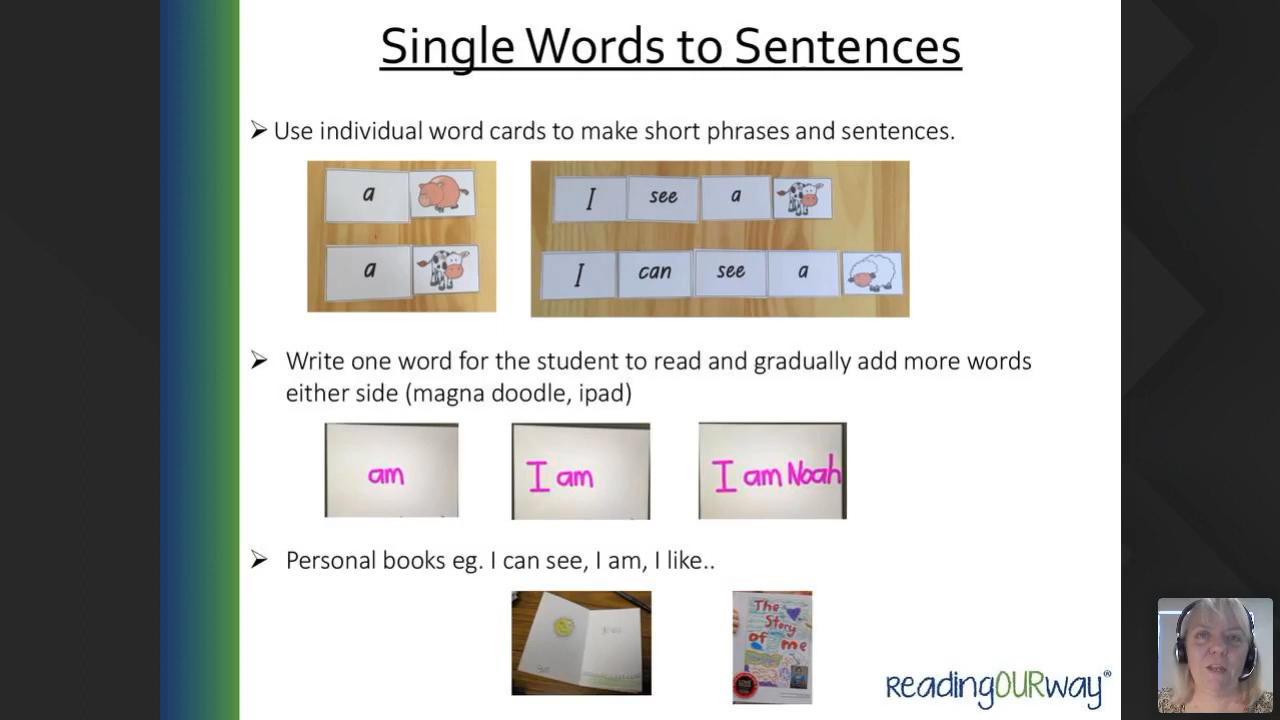 Single Words to Sentences
Use individual word cards to make short phrases and sentences.
a
a
I see a
I can see a
Write one word for the student to read and gradually add more words
either side (magna doodle, ipad)
am
I am
I am Noah
Personal books eg. I can see, I am, I like..
The
Story
of me
readingOURway®